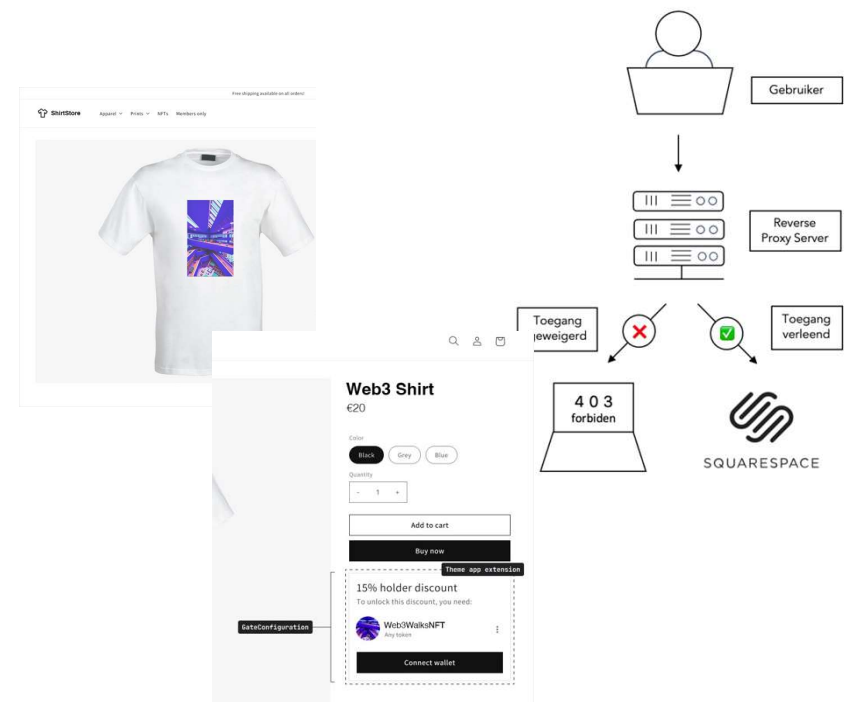 Free shipping available on all orders!
ShirtStore
Apparel
Prints
NFTs
Members only
Web3 Shirt
€20
Color
Black
Grey
Blue
Quantity
- 1 +
Add to cart
Buy now
Theme app extension
15% holder discount
To unlock this discount, you need:
GateConfiguration
Web3WalksNFT
Any token
Connect wallet
Gebruiker
Reverse
Proxy Server
Toegang
geweigerd
Toegang
verleend
4 0 3
forbiden
SQUARESPACE